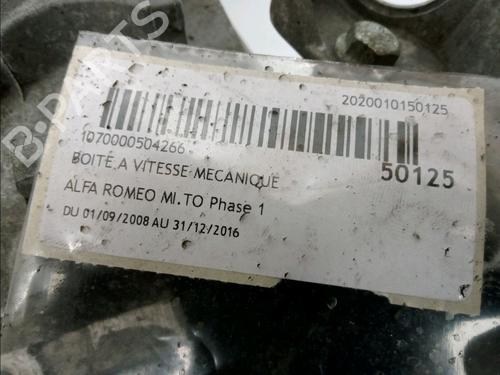 2020010150125
1070000504266
50125
BOITE A VITESSE MECANIQUE
ALFA ROMEO MI.TO Phase 1
DU 01/09/2008 AU 31/12/2016
B-PARTS